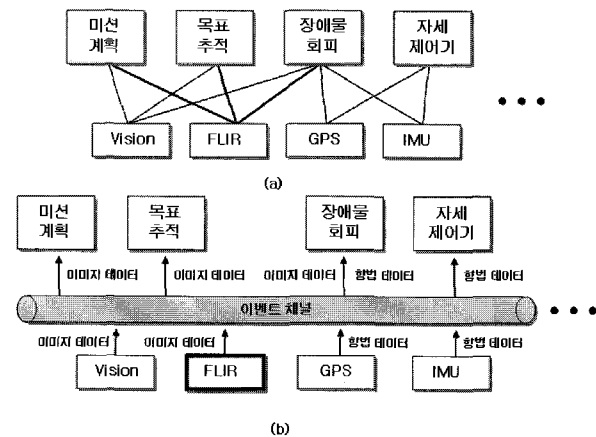 미션
계획
목표
추적
장애물
회피
자세
제어기
Vision
FLIR
GPS
IMU
(a)
미션
계획
목표
추적
장애물
회피
자세
제어기
이미지 데이터
이미지 데이터
이미지 데이터
항법 데이터
항법 데이터
이벤트 채널
이미지 데이터
이미지 데이터
항법 데이터
항법 데이터
Vision
FLIR
GPS
IMU
(b)